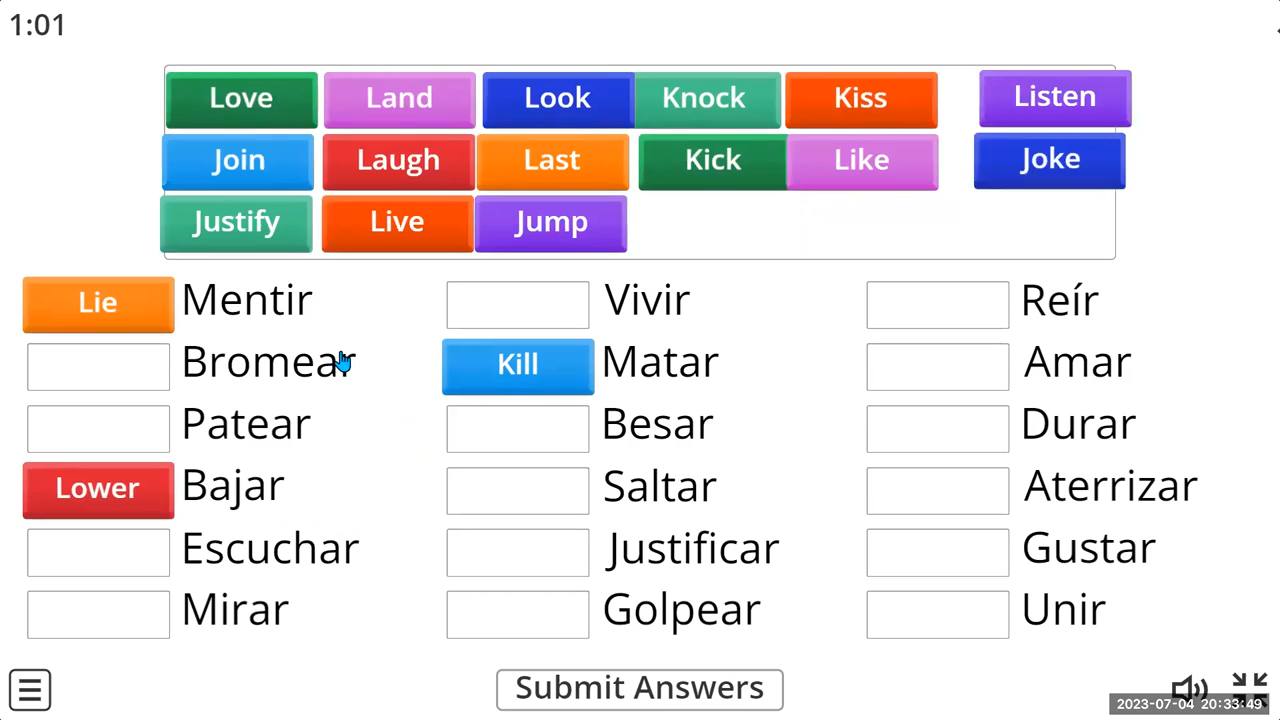 1:01
Love Land Look Knock Kiss Listen
Join Laugh Last Kick Like Joke
Justify Live Jump
Lie Mentir Vivir Reír
Bromear Kill Matar Amar
Patear Besar Durar
Lower Bajar Saltar Aterrizar
Escuchar Justificar Gustar
Mirar Golpear Unir
Submit Answers
2023-07-04 20:33:49